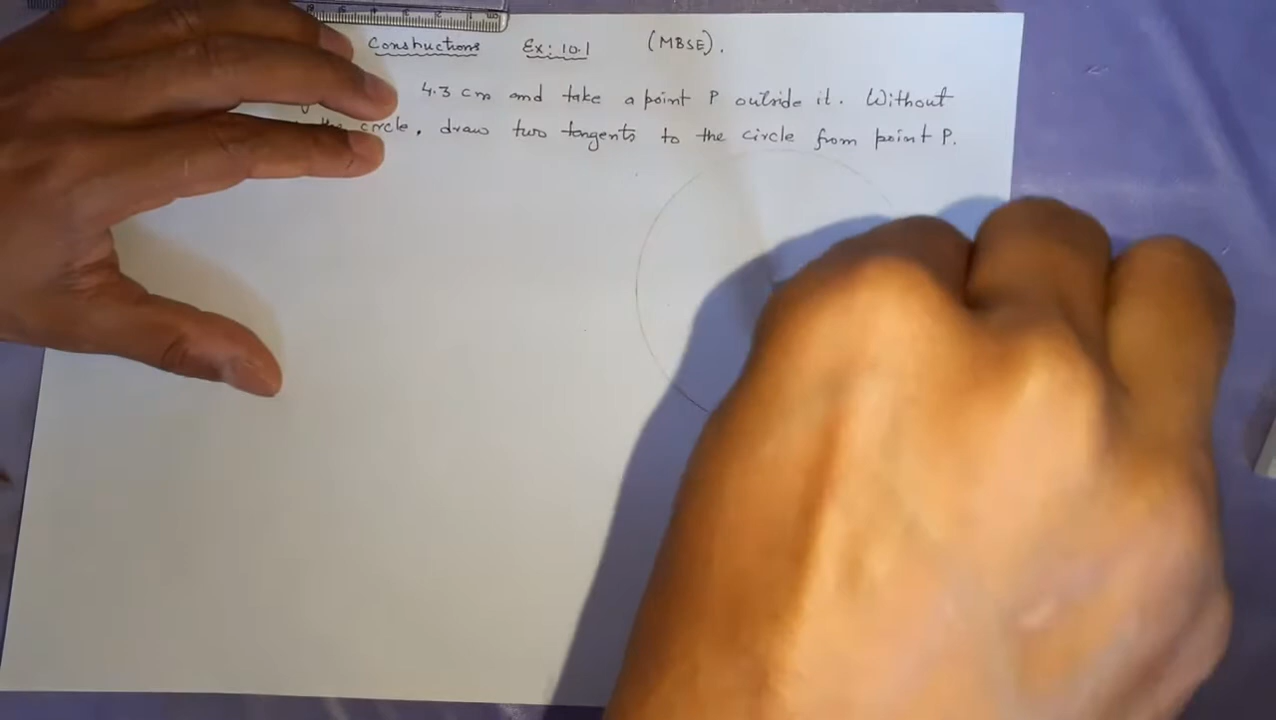 Constructions Ex: 10.1 (MBSE).
4.3 cm and take a point P outside it. Without
the circle, draw two tangents to the circle from point P.